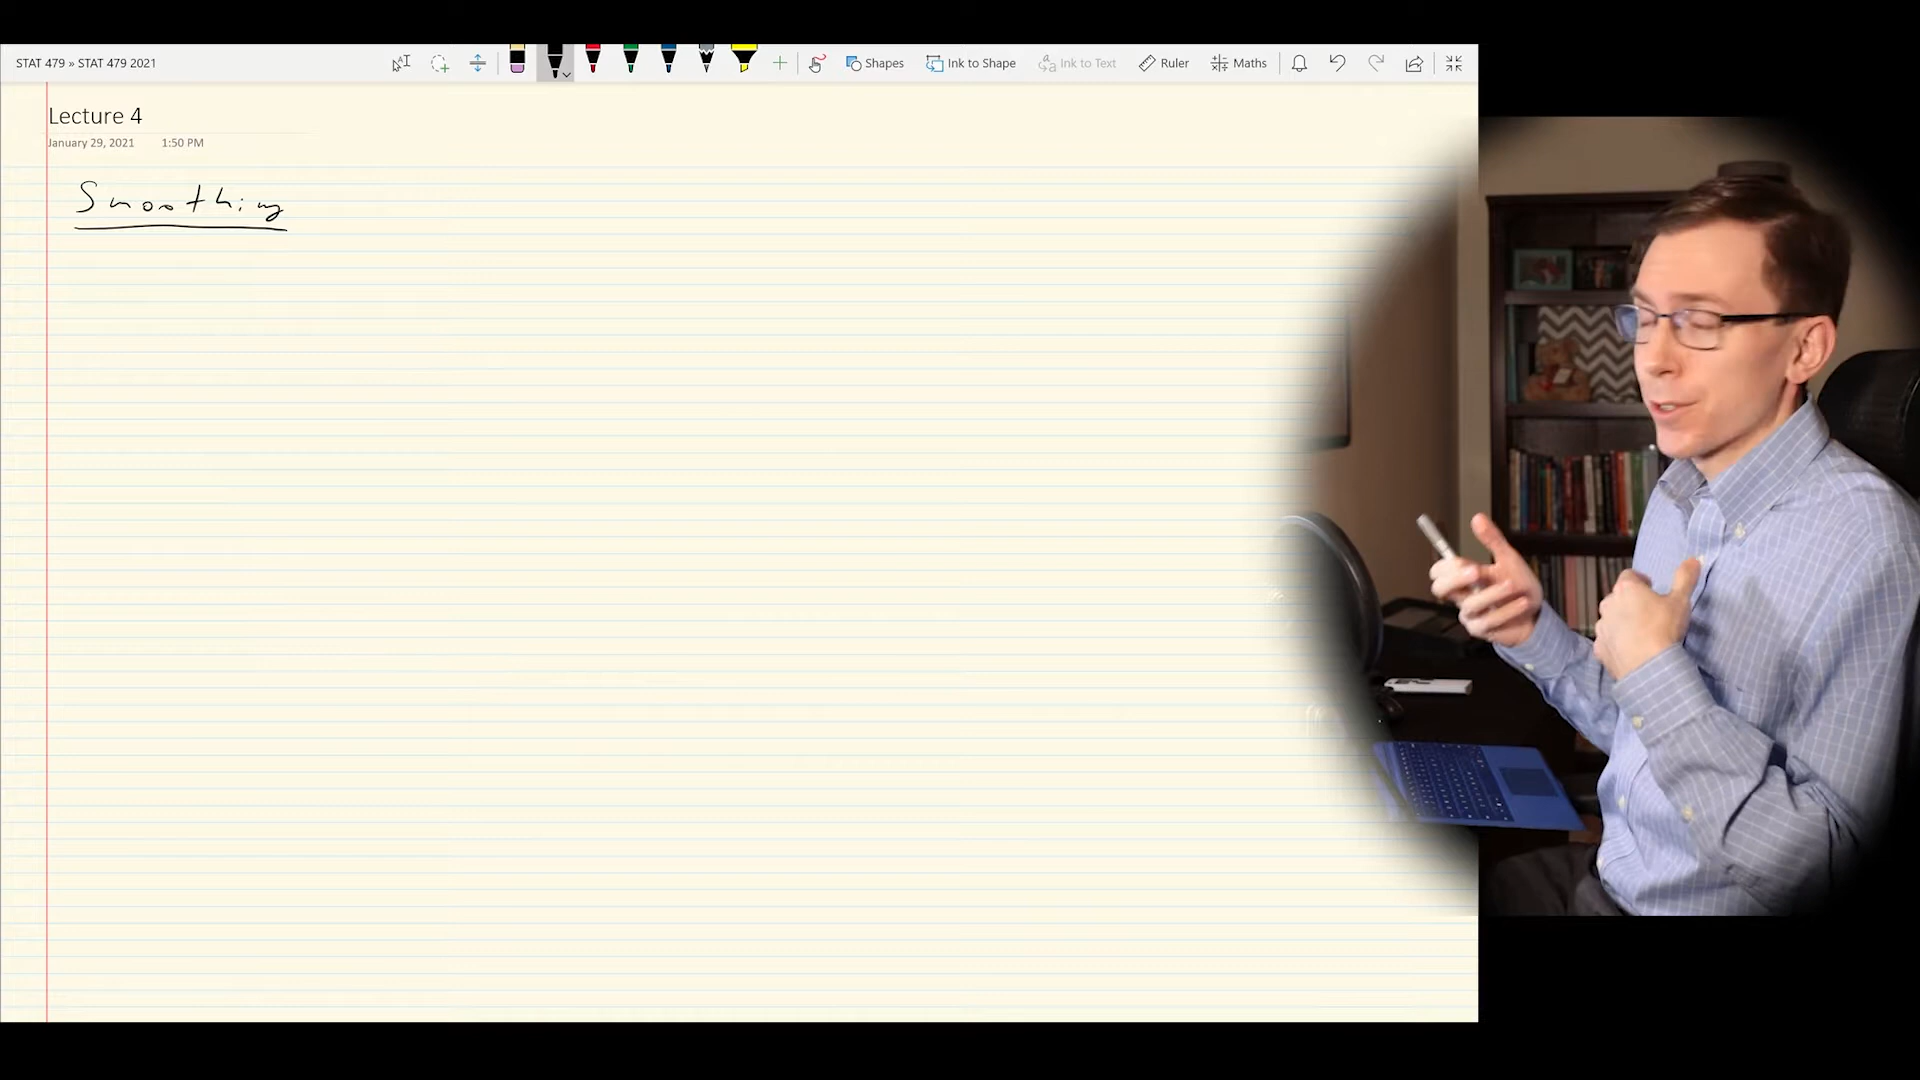 STAT 479 » STAT 479 2021
Shapes
Ink to Shape
Ink to Text
Ruler
Maths
Lecture 4
January 29, 2021 1:50 PM
Smoothing